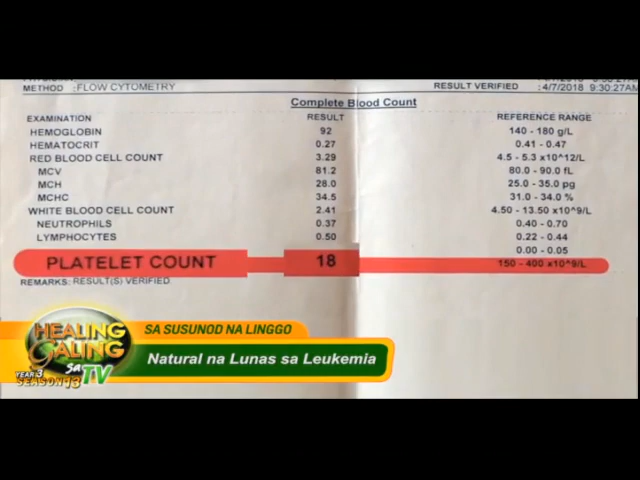 METHOD : FLOW CYTOMETRY RESULT VERIFIED : 4/7/2018 9:30:27AM
Complete Blood Count
EXAMINATION RESULT REFERENCE RANGE
HEMOGLOBIN 92 140 - 180 g/L
HEMATOCRIT 0.27 0.41 - 0.47
RED BLOOD CELL COUNT 3.29 4.5 - 5.3 x10^12/L
MCV 81.2 80.0 - 90.0 fL
MCH 28.0 25.0 - 35.0 pg
MCHC 34.5 31.0 - 34.0 %
WHITE BLOOD CELL COUNT 2.41 4.50 - 13.50 x10^9/L
NEUTROPHILS 0.37 0.40 - 0.70
LYMPHOCYTES 0.50 0.22 - 0.44
0.00 - 0.05
PLATELET COUNT 18 150 - 400 x10^9/L
REMARKS: RESULT(S) VERIFIED
HEALING GALING sa TV
YEAR 3 SEASON 13
SA SUSUNOD NA LINGGO
Natural na Lunas sa Leukemia